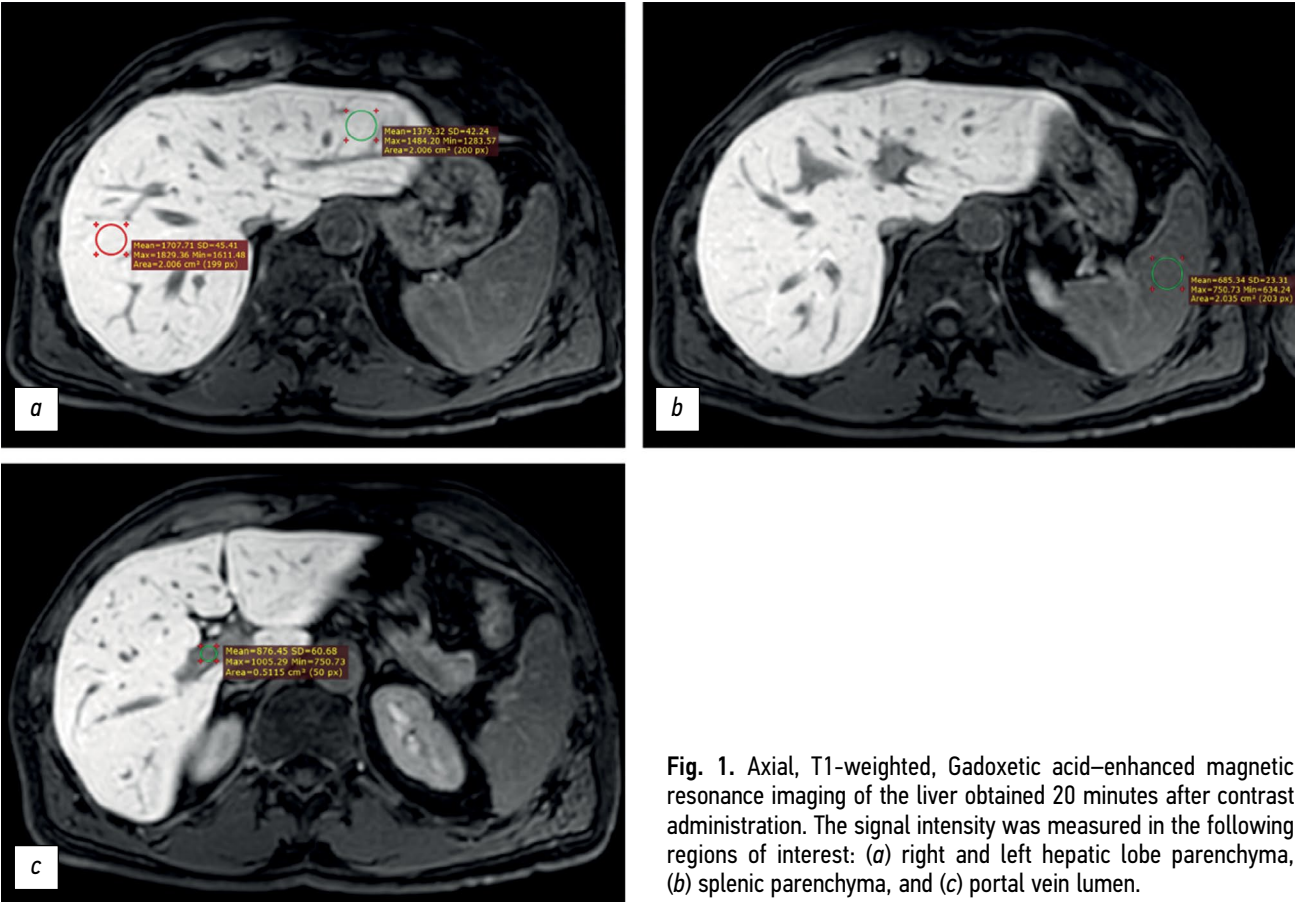 Mean=1379.32 SD=42.24
Max=1484.20 Min=1283.57
Area=2.006 cm² (200 px)
Mean=1707.71 SD=45.41
Max=1829.36 Min=1611.48
Area=2.006 cm² (199 px)
a
Mean=685.34 SD=23.31
Max=750.73 Min=634.24
Area=2.035 cm² (203 px)
b
Mean=876.45 SD=60.68
Max=1005.29 Min=750.73
Area=0.5115 cm² (50 px)
c
Fig. 1. Axial, T1-weighted, Gadoxetic acid–enhanced magnetic
resonance imaging of the liver obtained 20 minutes after contrast
administration. The signal intensity was measured in the following
regions of interest: (a) right and left hepatic lobe parenchyma,
(b) splenic parenchyma, and (c) portal vein lumen.